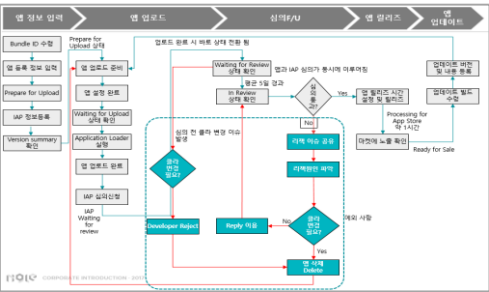 앱 정보 입력
앱 업로드
심의F/U
앱 릴리즈
앱
업데이트
Bundle ID 수령
앱 등록 정보 입력
Prepare for Upload
IAP 정보등록
Version summary
확인
Prepare for
Upload 상태
앱 업로드 준비
앱 설정 완료
Waiting for Upload
상태 확인
Application Loader
실행
앱 업로드 완료
IAP 심의신청
IAP
Waiting
for
review
업로드 완료 시 바로 상태 전환 됨
Waiting for Review
상태 확인
앱과 IAP 심의가 동시에 이루어짐
평균 5일 경과
In Review
상태 확인
심의
통과?
Yes
No
심의 전 클라 변경 이슈
발생
클라
변경
필요?
Developer Reject
리젝 이슈 공유
리젝원인 파악
클라
변경
필요?
No
Reply 이용
예외 사항
Yes
앱 삭제
Delete
앱 릴리즈 시간
설정 및 릴리즈
Processing for
App Store
약 1시간
마켓에 노출 확인
Ready for Sale
업데이트 버전
및 내용 등록
업데이트 빌드
수령
CORPORATE INTRODUCTION